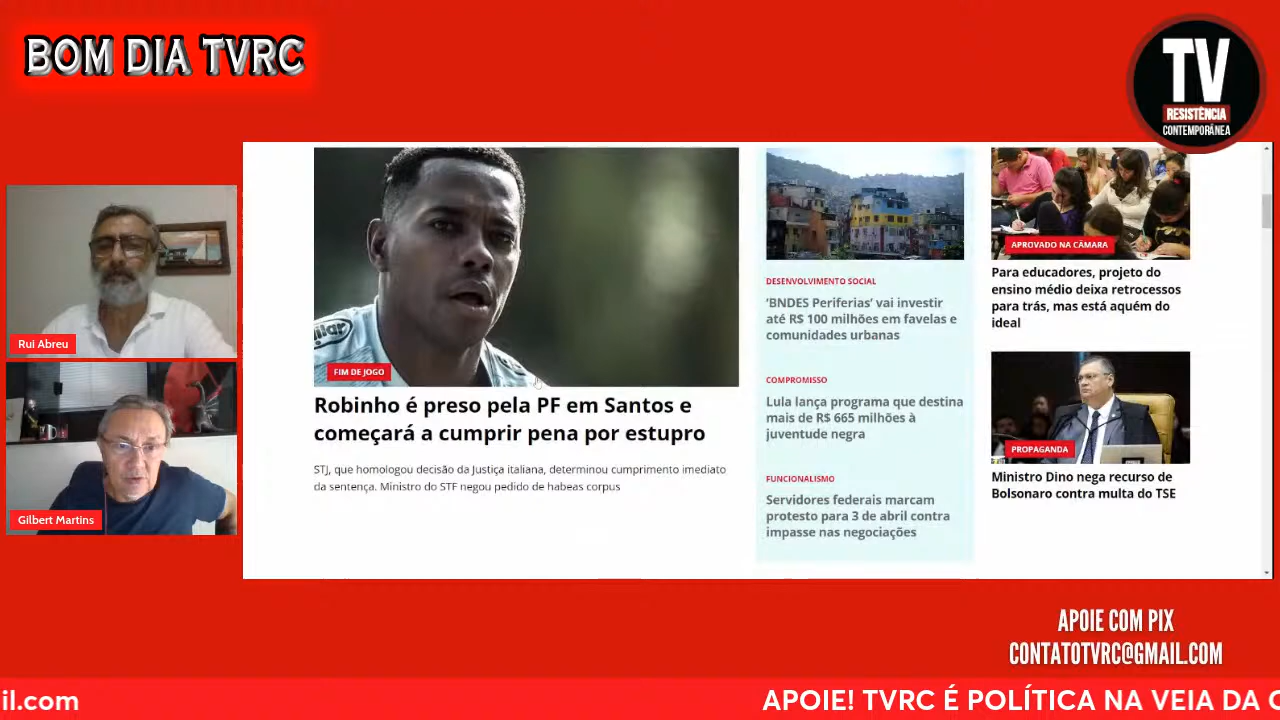 BOM DIA TVRC
TV
RESISTÊNCIA
CONTEMPORÂNEA
Rui Abreu
Gilbert Martins
FIM DE JOGO
Robinho é preso pela PF em Santos e
começará a cumprir pena por estupro
STJ, que homologou decisão da Justiça italiana, determinou cumprimento imediato
da sentença. Ministro do STF negou pedido de habeas corpus
DESENVOLVIMENTO SOCIAL
‘BNDES Periferias’ vai investir
até R$ 100 milhões em favelas e
comunidades urbanas
COMPROMISSO
Lula lança programa que destina
mais de R$ 665 milhões à
juventude negra
FUNCIONALISMO
Servidores federais marcam
protesto para 3 de abril contra
impasse nas negociações
APROVADO NA CÂMARA
Para educadores, projeto do
ensino médio deixa retrocessos
para trás, mas está aquém do
ideal
PROPAGANDA
Ministro Dino nega recurso de
Bolsonaro contra multa do TSE
APOIE COM PIX
CONTATOTVRC@GMAIL.COM
il.com
APOIE! TVRC É POLÍTICA NA VEIA DA